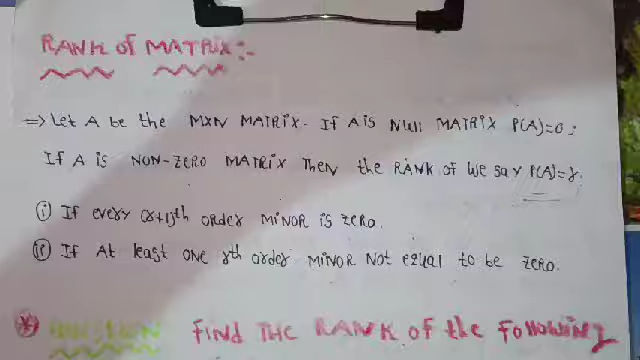 RANK of MATRIX:-
⇒ Let A be the MXN MATRIX. If A is NUll MATRIX P(A)=0;
If A is NON-ZERO MATRIX THEN the RANK of We say P(A)=r.
(i) If every (r+1)th order MINOR is ZERO.
(ii) If At least ONE rth order MINOR Not equal to be ZERO.
(*) QUESTION FIND THE RANK OF the FOllOWING